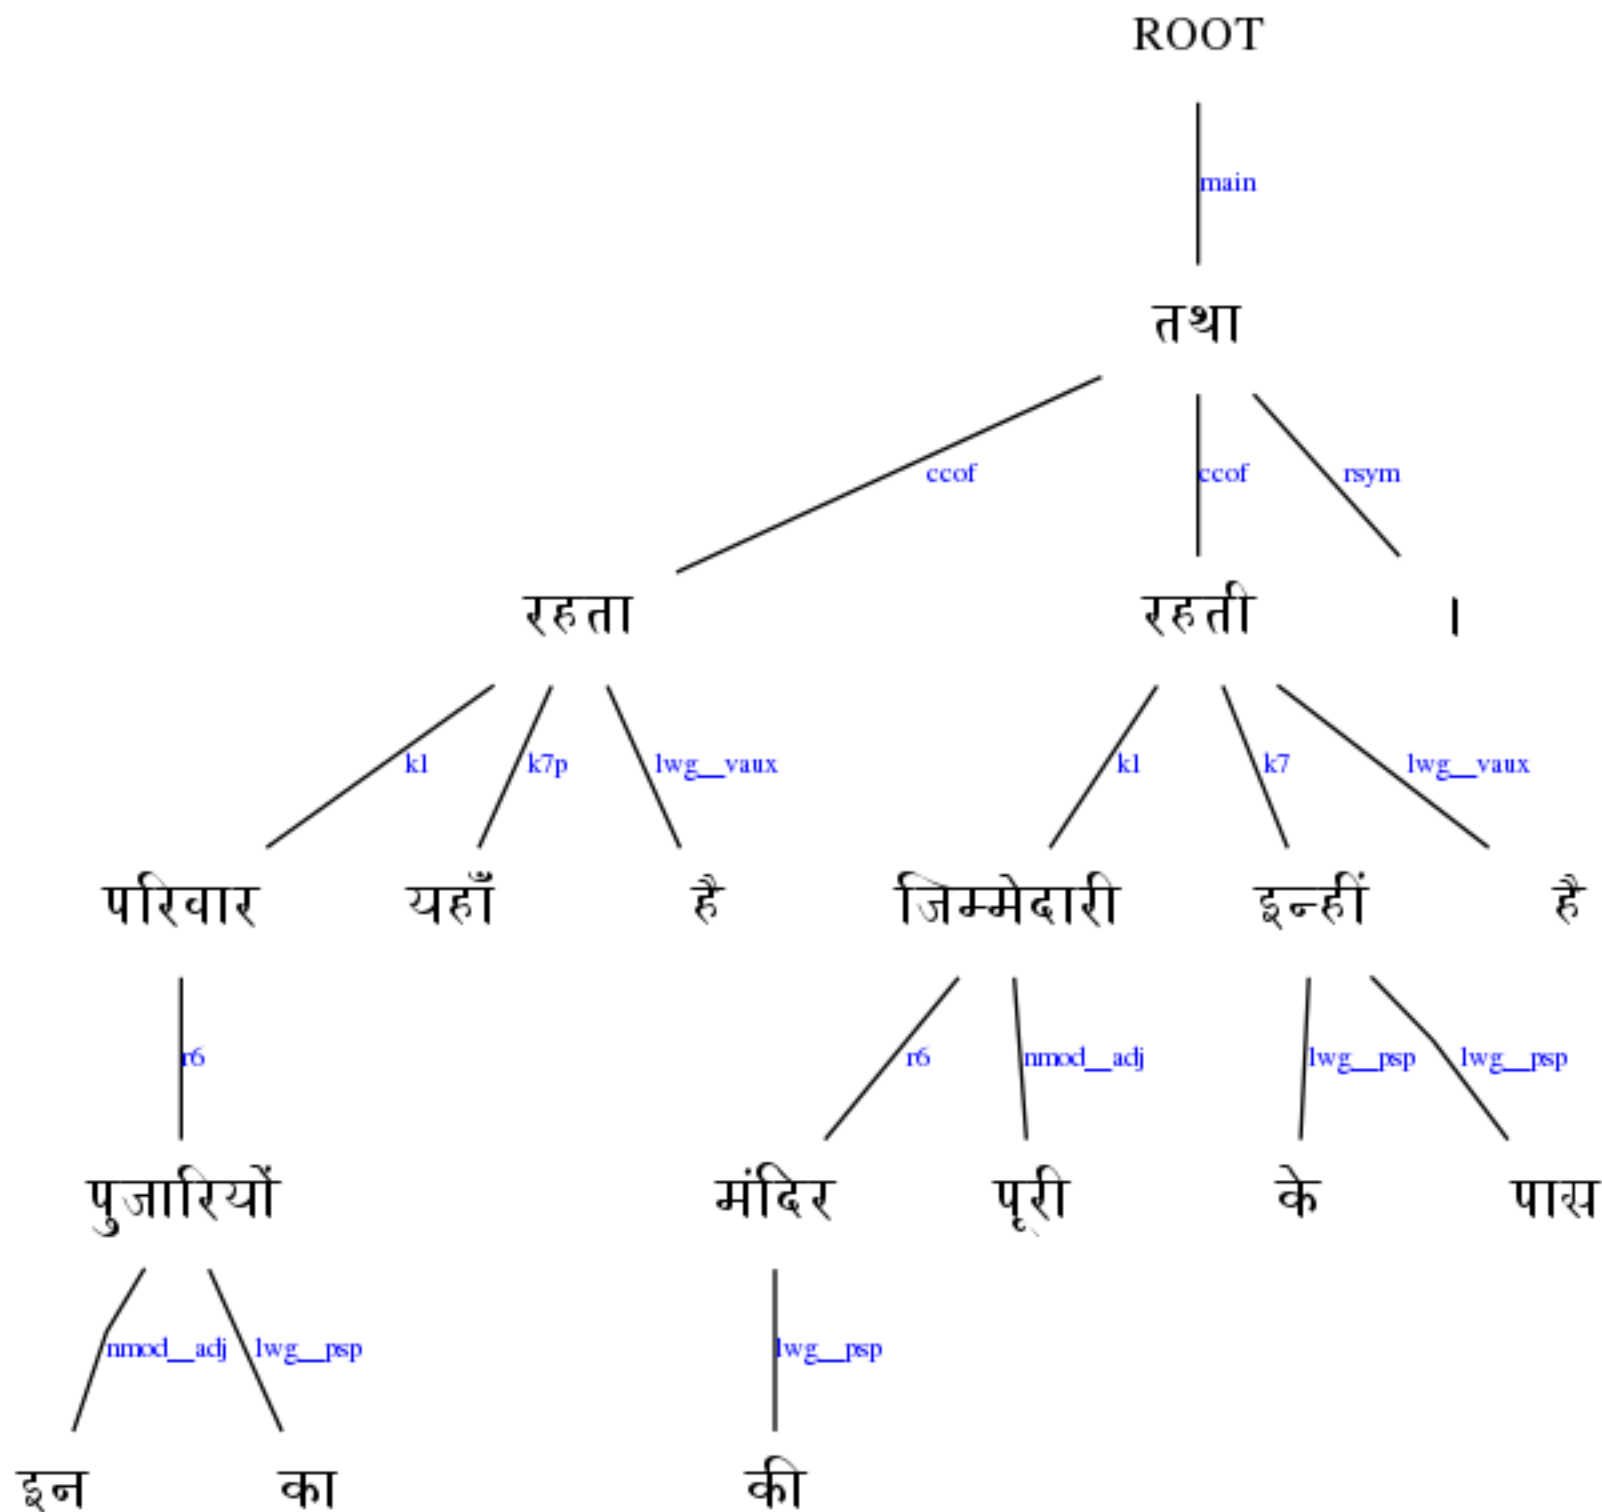 ROOT
main
तथा
ccof ccof rsym
रहता रहती ।
k1 k7p lwg__vaux k1 k7 lwg__vaux
परिवार यहाँ है जिम्मेदारी इन्हीं है
r6 r6 nmod__adj lwg__psp lwg__psp
पुजारियों मंदिर पूरी के पास
nmod__adj lwg__psp lwg__psp
इन का की